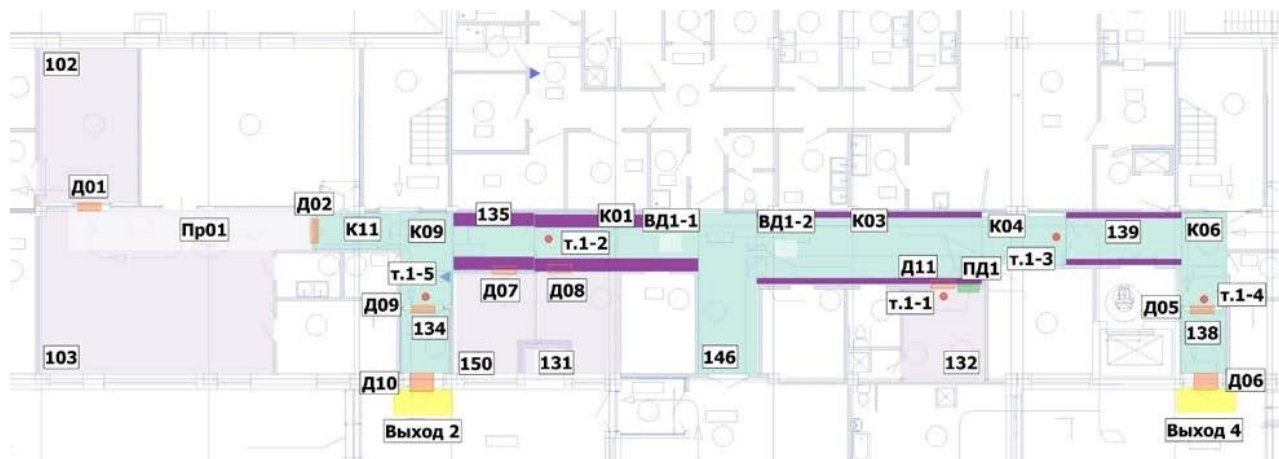 102
Д01
Д02
Пр01
К11
К09
135
К01
ВД1-1
ВД1-2
К03
К04
139
К06
т.1-2
т.1-3
т.1-5
Д07
Д08
Д11
ПД1
т.1-1
т.1-4
Д09
134
Д05
138
103
150
131
146
132
Д10
Д06
Выход 2
Выход 4